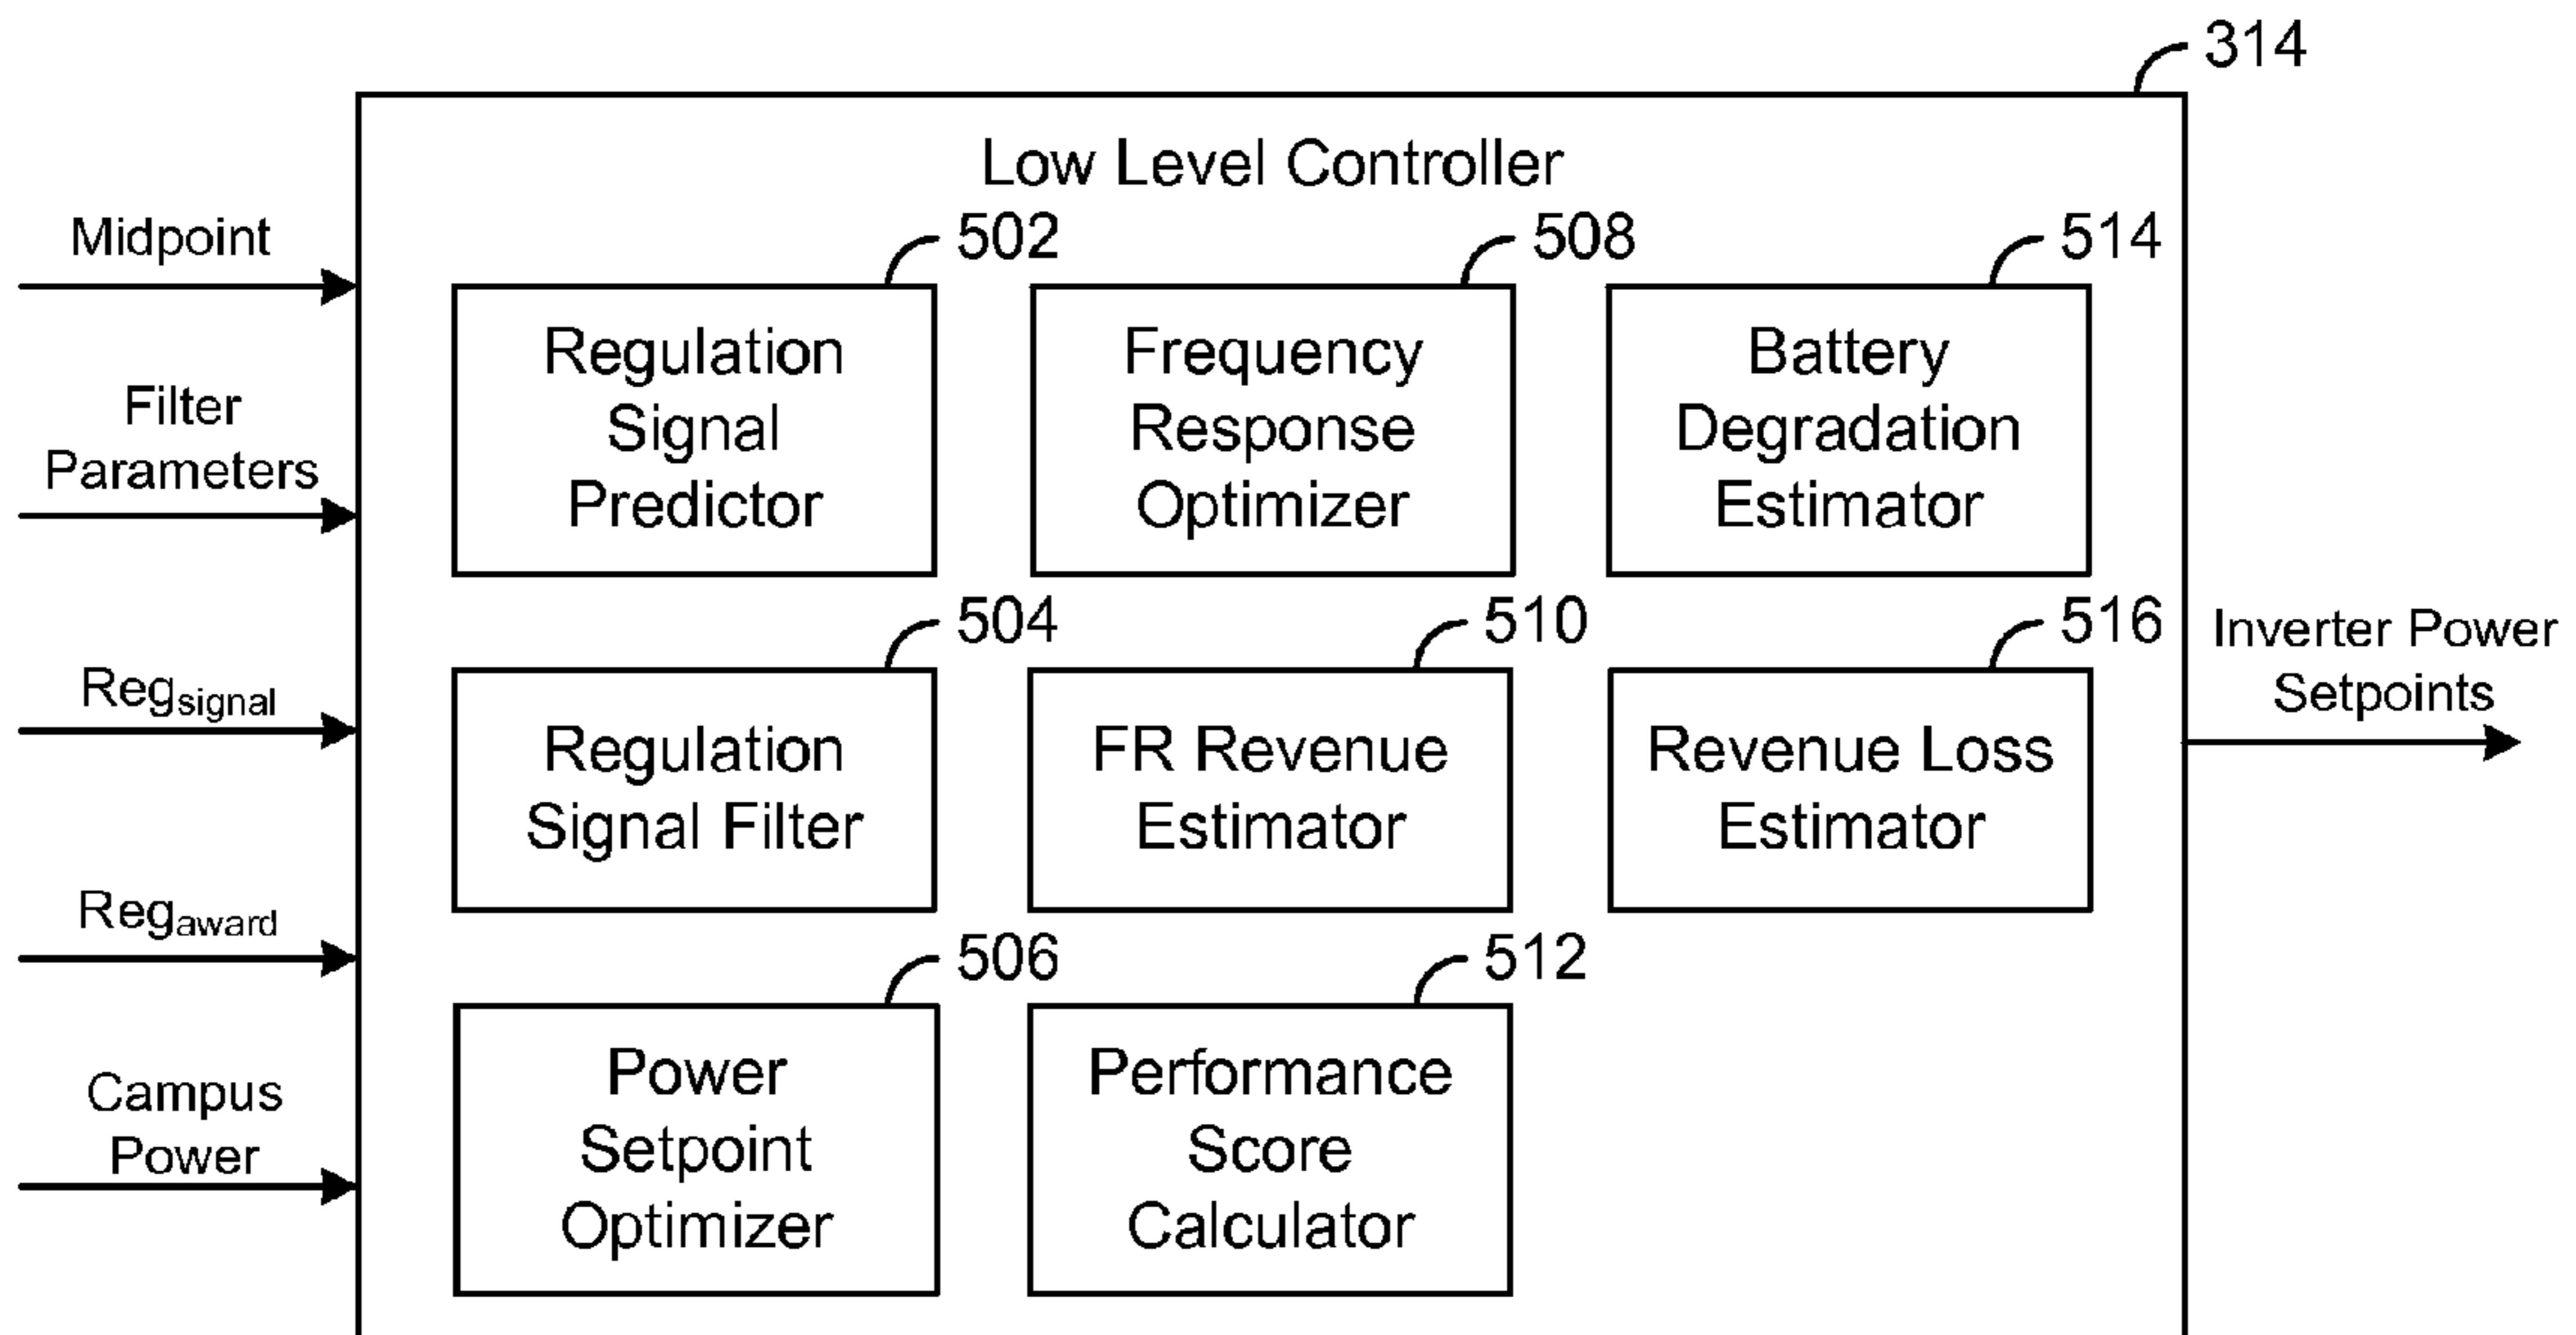 314
Low Level Controller
Midpoint
Filter
Parameters
Regsignal
Regaward
Campus
Power
502
Regulation
Signal
Predictor
508
Frequency
Response
Optimizer
514
Battery
Degradation
Estimator
504
Regulation
Signal Filter
510
FR Revenue
Estimator
516
Revenue Loss
Estimator
506
Power
Setpoint
Optimizer
512
Performance
Score
Calculator
Inverter Power
Setpoints